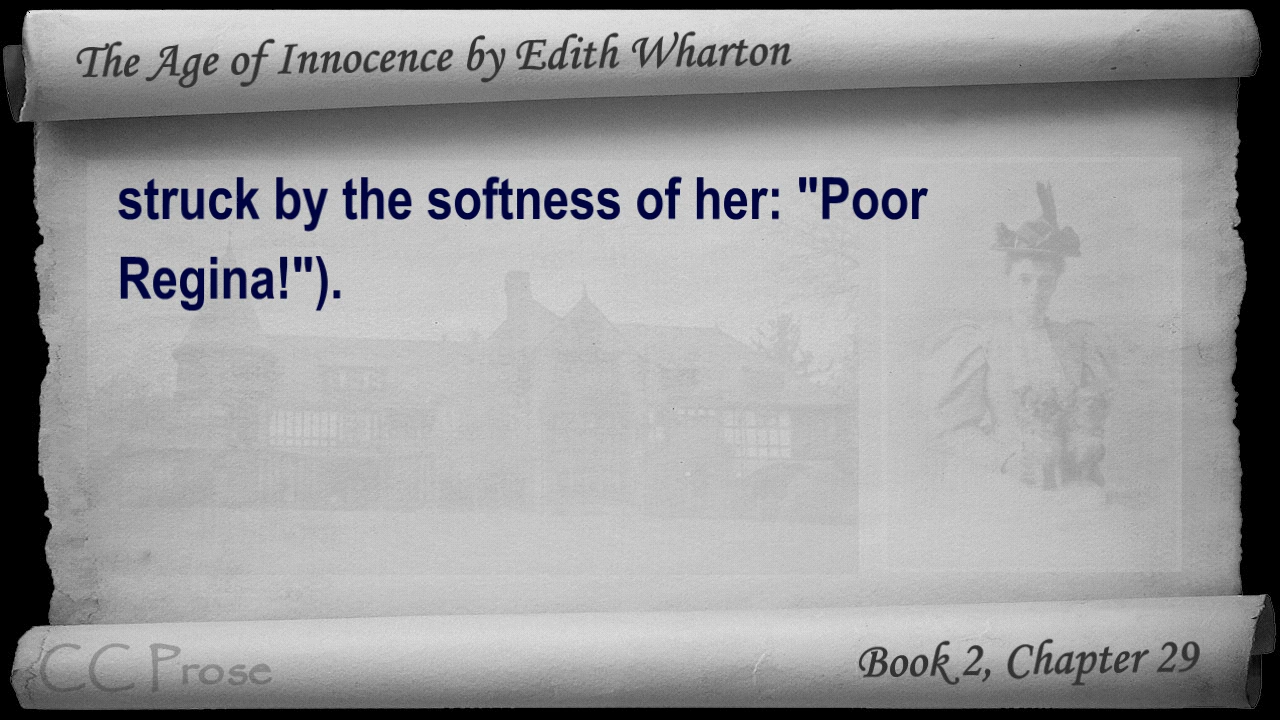 The Age of Innocence by Edith Wharton
struck by the softness of her: "Poor
Regina!").
CC Prose
Book 2, Chapter 29